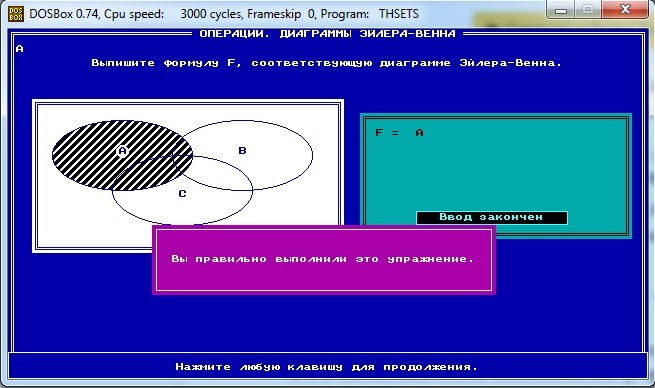 DOSBox 0.74, Cpu speed: 3000 cycles, Frameskip 0, Program: THSETS
ОПЕРАЦИИ. ДИАГРАММЫ ЭЙЛЕРА-ВЕННА
А
Выпишите формулу F, соответствующую диаграмме Эйлера-Венна.
F = А
A
B
C
Ввод закончен
Вы правильно выполнили это упражнение.
Нажмите любую клавишу для продолжения.